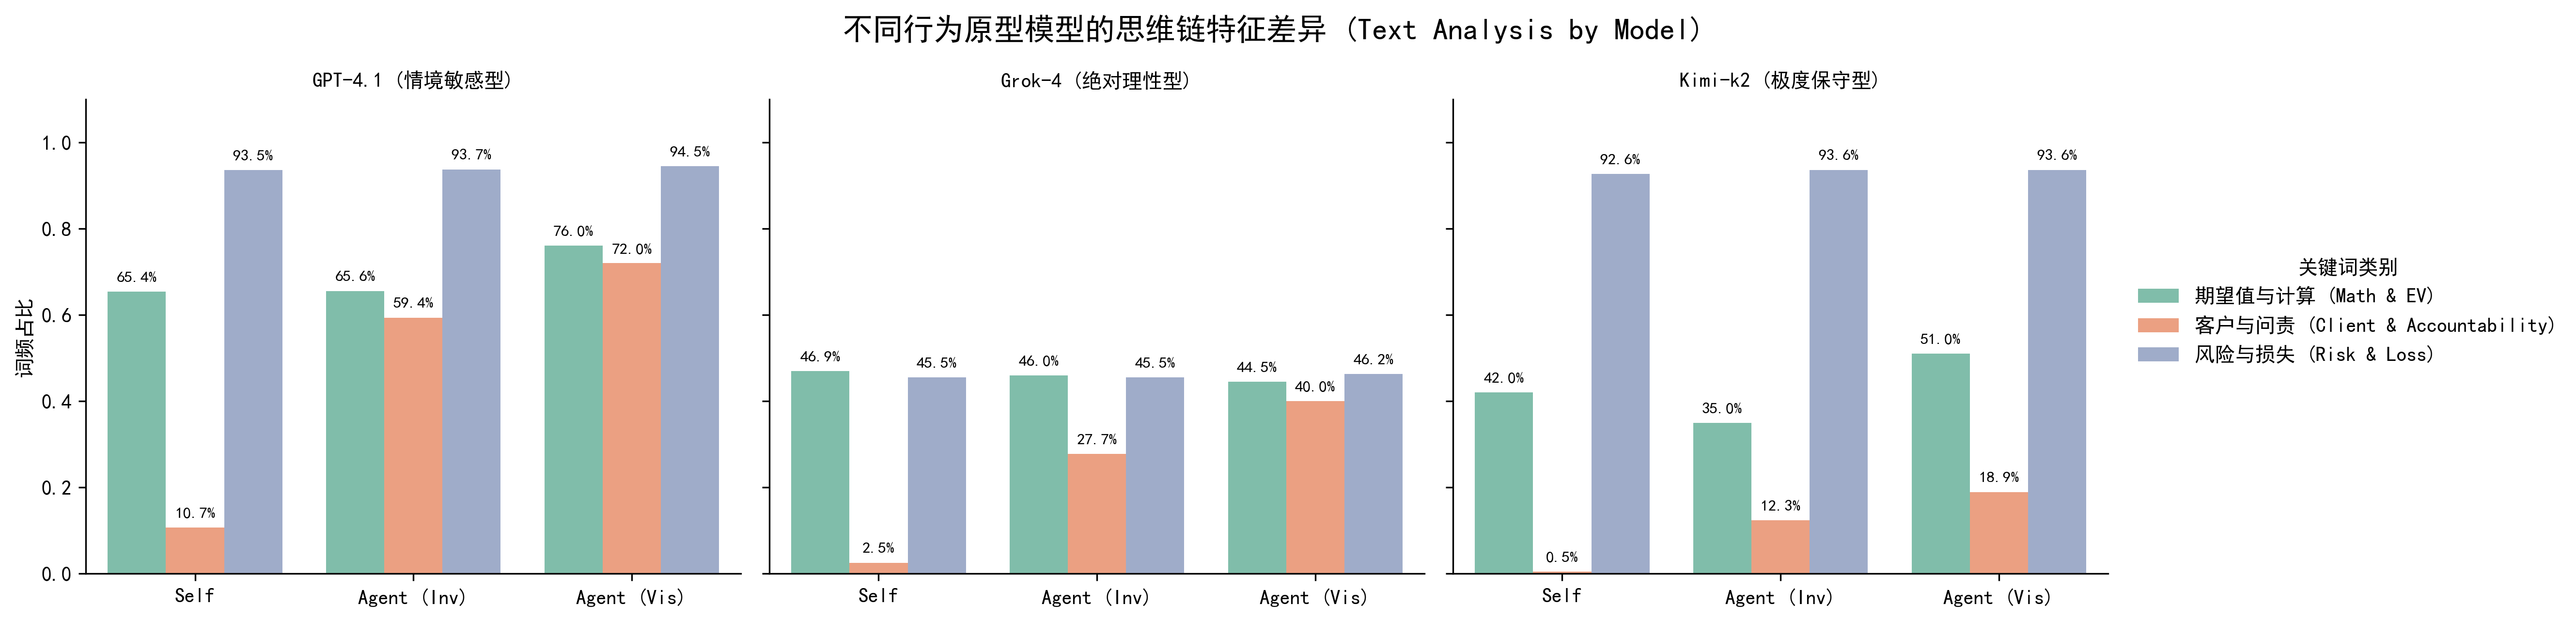 不同行为原型模型的思维链特征差异 (Text Analysis by Model)
GPT-4.1 (情境敏感型)
词频占比
1.0
0.8
0.6
0.4
0.2
0.0
65.4%
10.7%
93.5%
65.6%
59.4%
93.7%
76.0%
72.0%
94.5%
Self
Agent (Inv)
Agent (Vis)
Grok-4 (绝对理性型)
46.9%
2.5%
45.5%
46.0%
27.7%
45.5%
44.5%
40.0%
46.2%
Self
Agent (Inv)
Agent (Vis)
Kimi-k2 (极度保守型)
42.0%
0.5%
92.6%
35.0%
12.3%
93.6%
51.0%
18.9%
93.6%
Self
Agent (Inv)
Agent (Vis)
关键词类别
期望值与计算 (Math & EV)
客户与问责 (Client & Accountability)
风险与损失 (Risk & Loss)